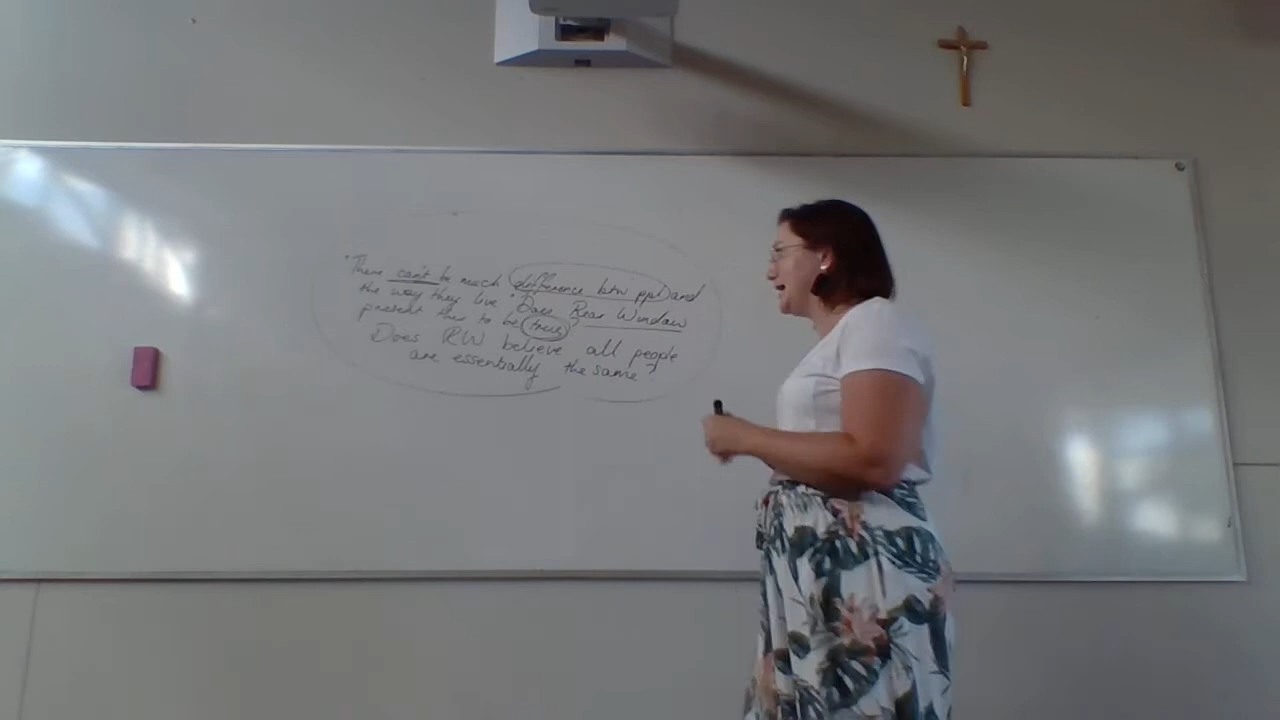 "There can't be much difference btw ppl and
the way they live" Does Rear Window
present this to be true?
Does RW believe all people
are essentially the same?